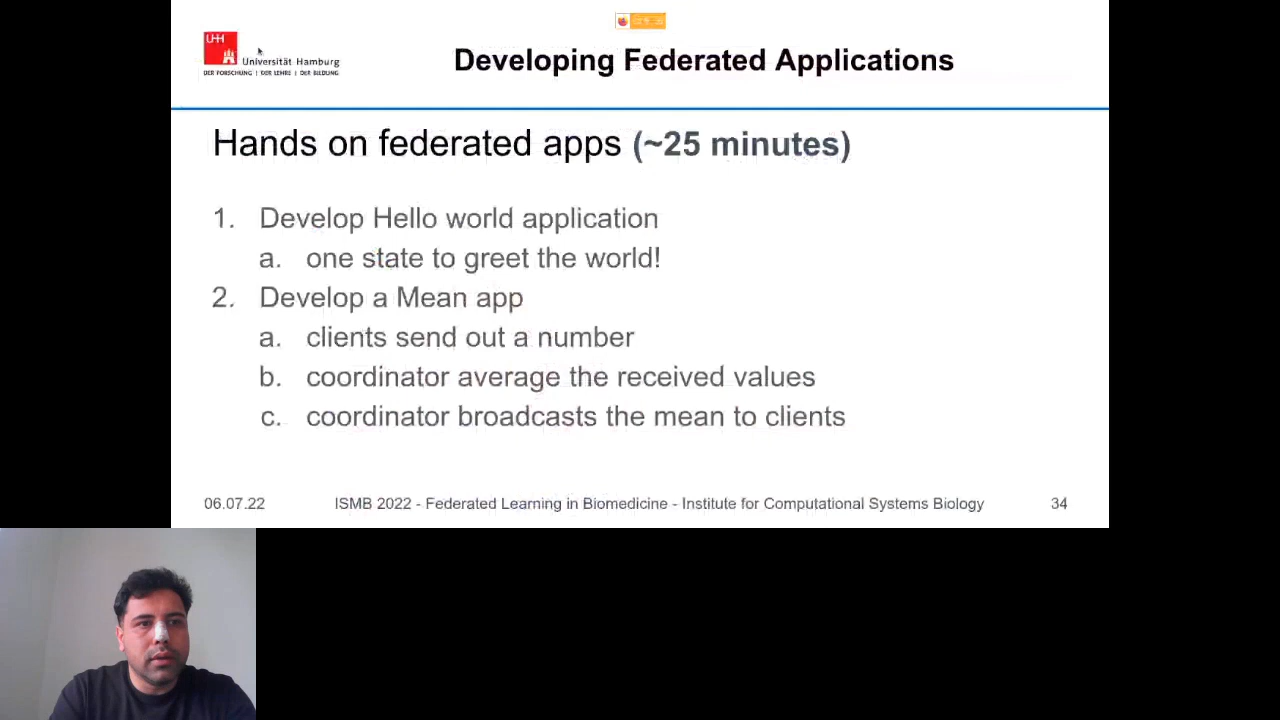 UHH
Universität Hamburg
DER FORSCHUNG | DER LEHRE | DER BILDUNG
Developing Federated Applications
Hands on federated apps (~25 minutes)
1. Develop Hello world application
a. one state to greet the world!
2. Develop a Mean app
a. clients send out a number
b. coordinator average the received values
c. coordinator broadcasts the mean to clients
06.07.22 ISMB 2022 - Federated Learning in Biomedicine - Institute for Computational Systems Biology 34